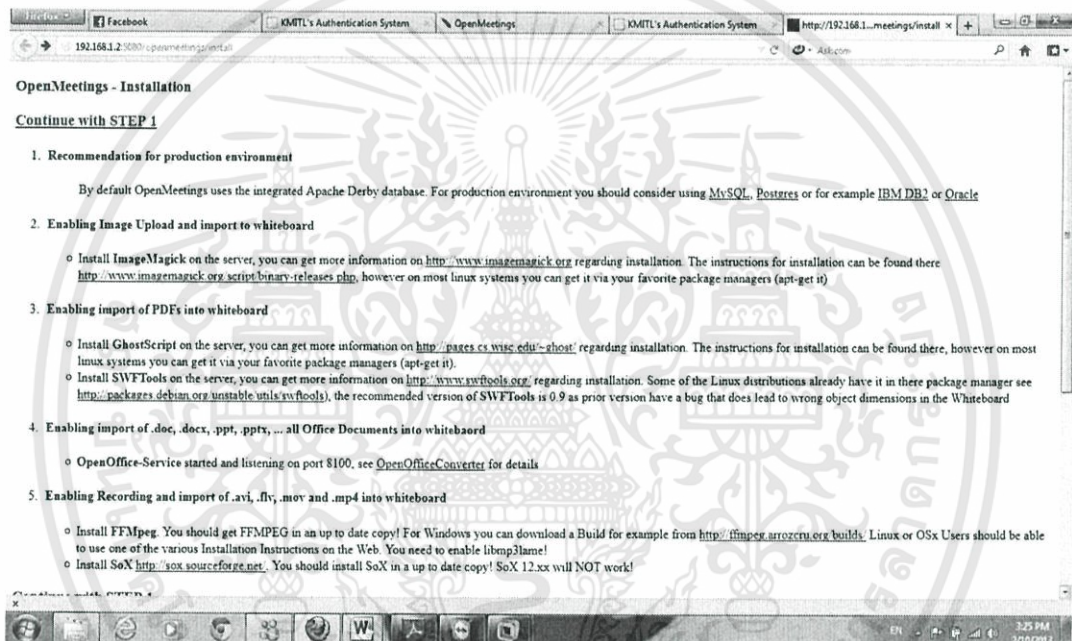 Firefox
Facebook
KMITL's Authentication System
OpenMeetings
KMITL's Authentication System
http://192.168.1...meetings/install
192.168.1.2:5080/openmeetings/install
Ask.com
OpenMeetings - Installation
Continue with STEP 1
1. Recommendation for production environment
By default OpenMeetings uses the integrated Apache Derby database. For production environment you should consider using MySQL, Postgres or for example IBM DB2 or Oracle
2. Enabling Image Upload and import to whiteboard
Install ImageMagick on the server, you can get more information on http://www.imagemagick.org regarding installation. The instructions for installation can be found there
http://www.imagemagick.org/script/binary-releases.php, however on most linux systems you can get it via your favorite package managers (apt-get it)
3. Enabling import of PDFs into whiteboard
Install GhostScript on the server, you can get more information on http://pages.cs.wisc.edu/~ghost/ regarding installation. The instructions for installation can be found there, however on most
linux systems you can get it via your favorite package managers (apt-get it).
Install SWFTools on the server, you can get more information on http://www.swftools.org/ regarding installation. Some of the Linux distributions already have it in there package manager see
http://packages.debian.org/unstable/utils/swftools), the recommended version of SWFTools is 0.9 as prior version have a bug that does lead to wrong object dimensions in the Whiteboard
4. Enabling import of .doc, .docx, .ppt, .pptx, ... all Office Documents into whitebaord
OpenOffice-Service started and listening on port 8100, see OpenOfficeConverter for details
5. Enabling Recording and import of .avi, .flv, .mov and .mp4 into whiteboard
Install FFMpeg. You should get FFMPEG in an up to date copy! For Windows you can download a Build for example from http://ffmpeg.arrozcru.org/builds/ Linux or OSx Users should be able
to use one of the various Installation Instructions on the Web. You need to enable libmp3lame!
Install SoX http://sox.sourceforge.net/. You should install SoX in a up to date copy! SoX 12.xx will NOT work!
Continue with STEP 1
EN
3:25 PM